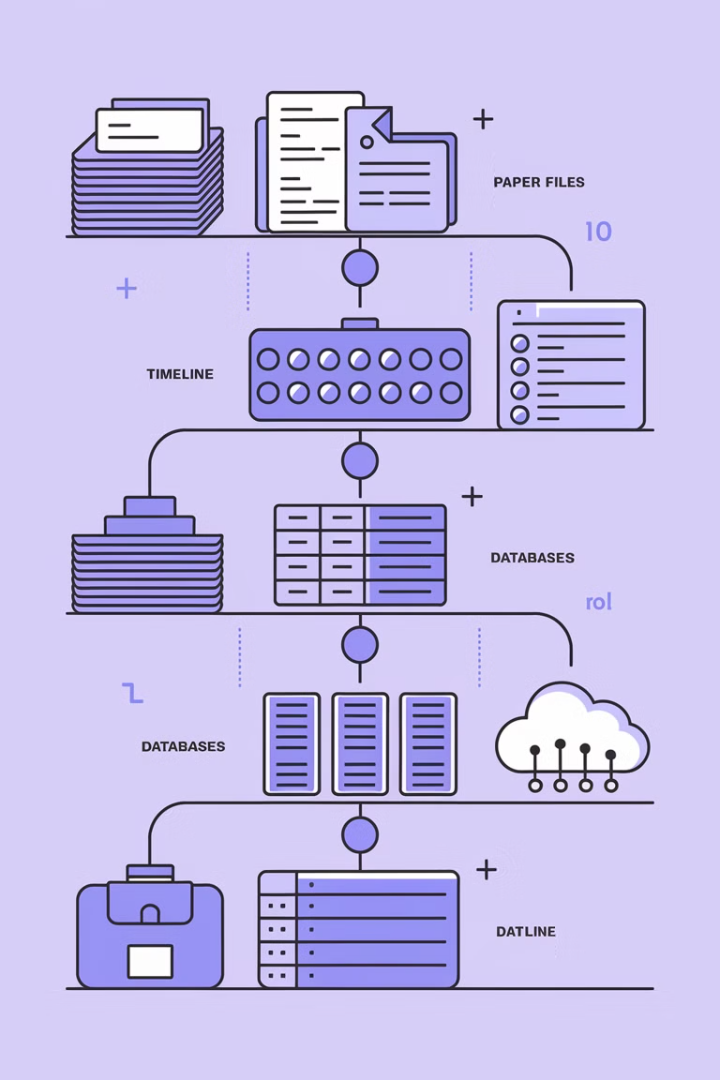 PAPER FILES
10
TIMELINE
DATABASES
rol
DATABASES
DATLINE